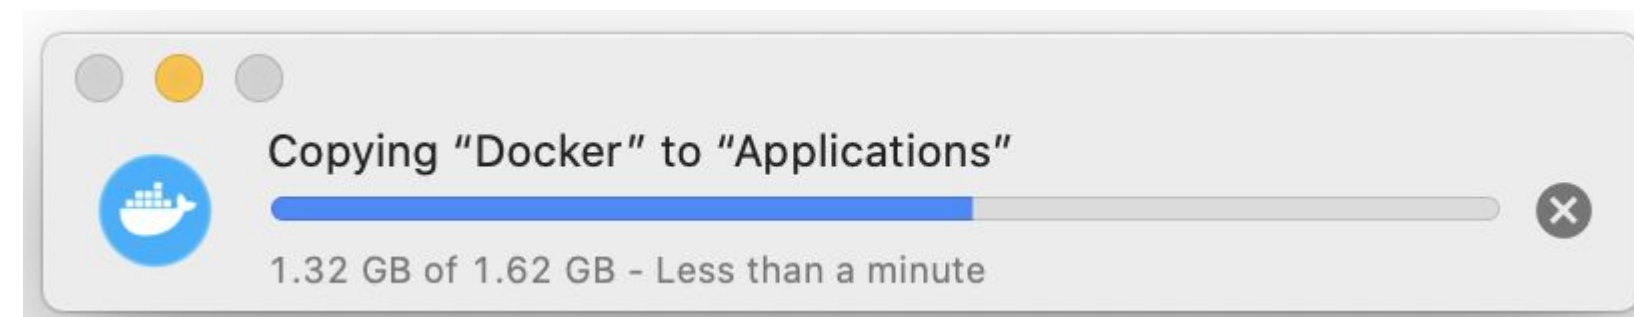 Copying “Docker” to “Applications”
1.32 GB of 1.62 GB - Less than a minute